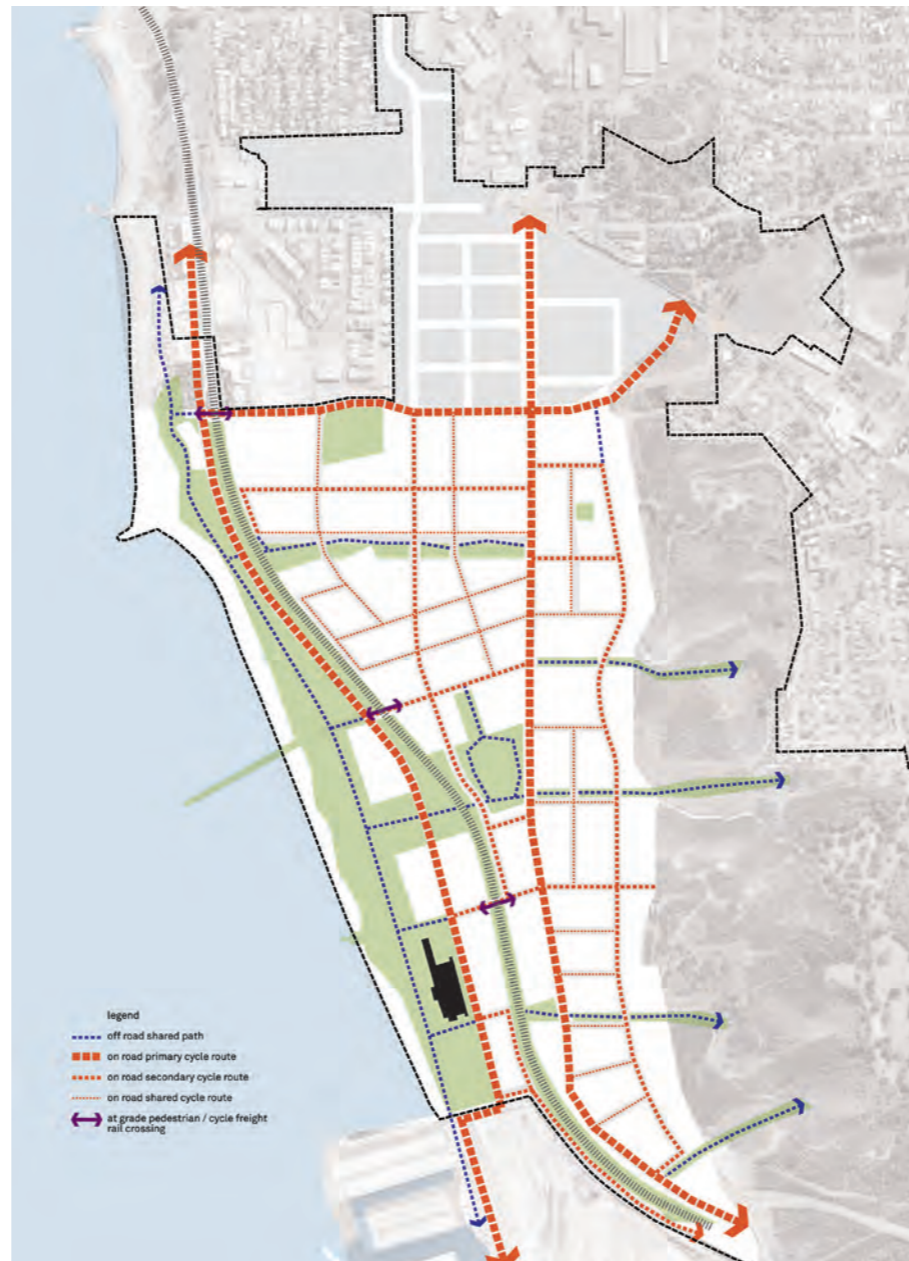 legend
off road shared path
on road primary cycle route
on road secondary cycle route
on road shared cycle route
at grade pedestrian / cycle freight
rail crossing